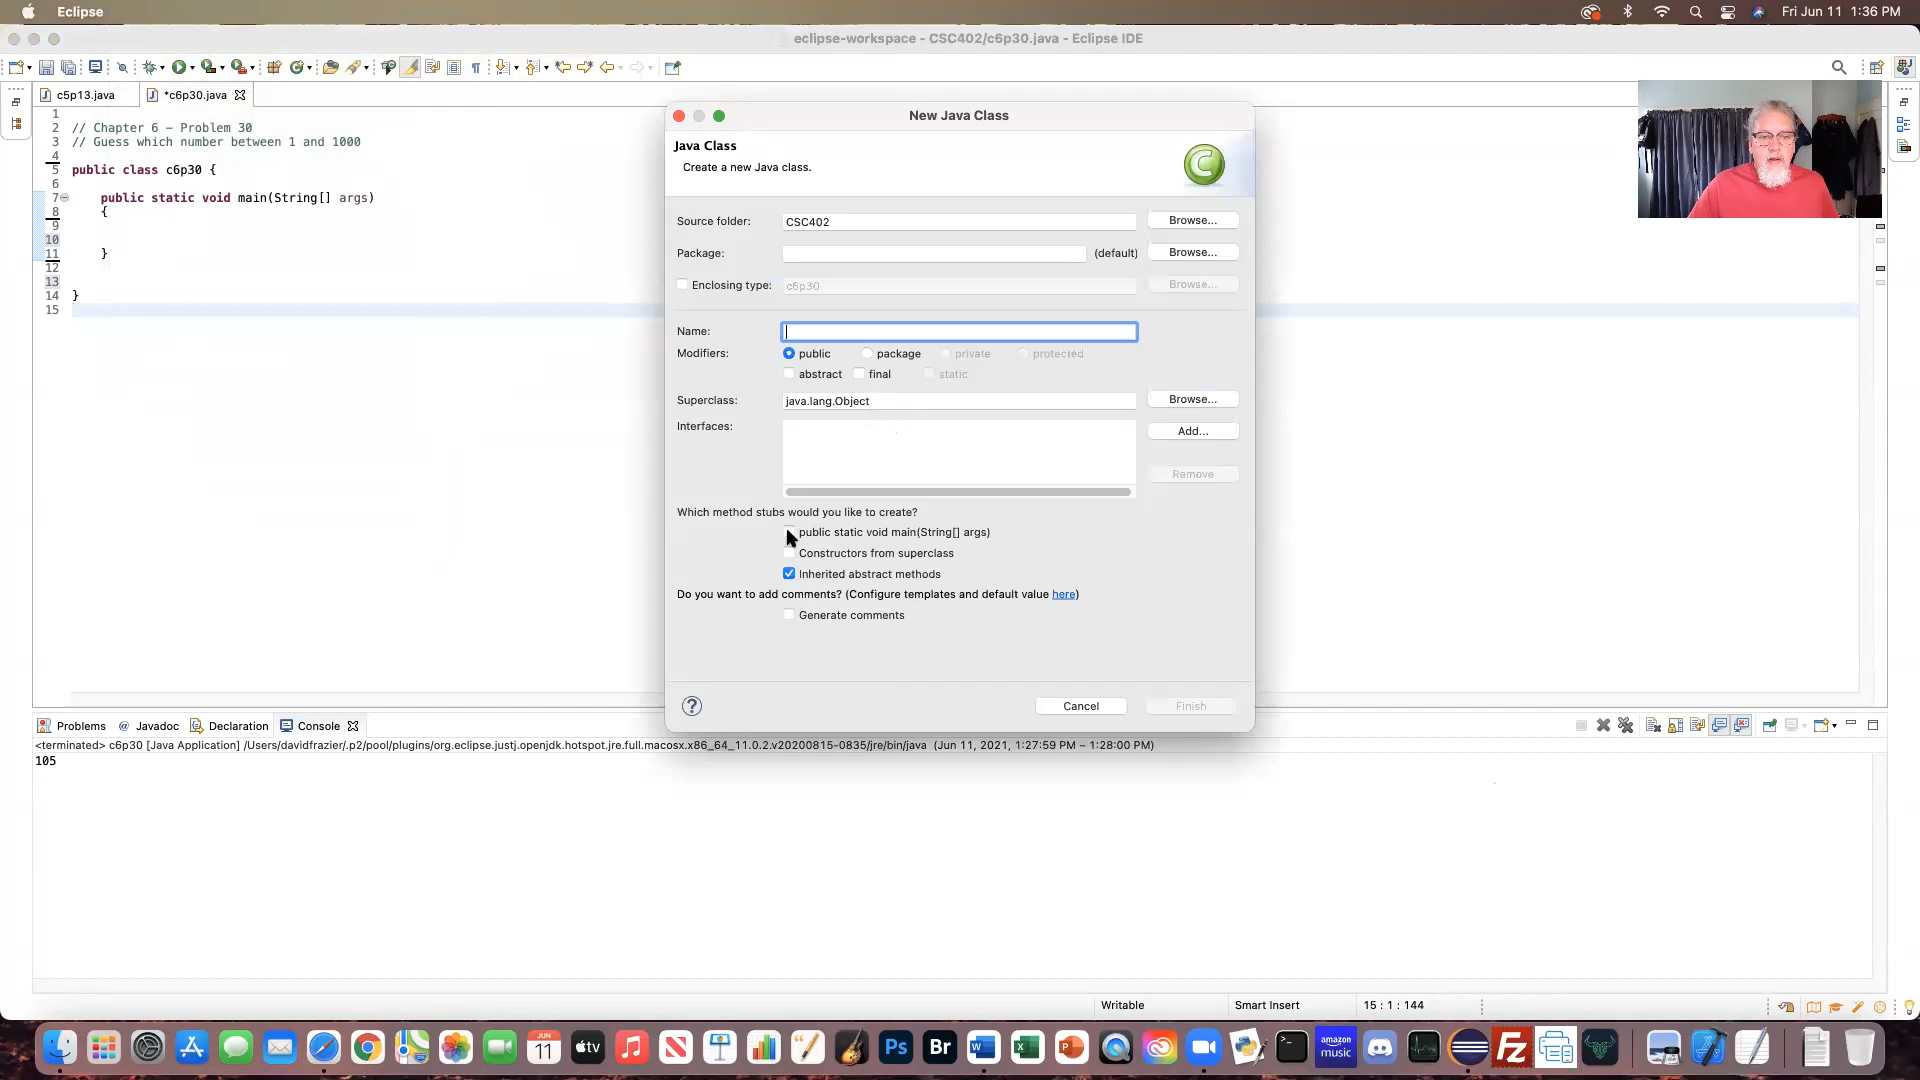 Eclipse
Fri Jun 11 1:36 PM
eclipse-workspace - CSC402/c6p30.java - Eclipse IDE
c5p13.java
*c6p30.java
1
2 // Chapter 6 – Problem 30
3 // Guess which number between 1 and 1000
4
5 public class c6p30 {
6
7 public static void main(String[] args)
8 {
9
10
11 }
12
13
14 }
15
New Java Class
Java Class
Create a new Java class.
Source folder: CSC402 Browse...
Package: (default) Browse...
Enclosing type: c6p30 Browse...
Name:
Modifiers: public package private protected
abstract final static
Superclass: java.lang.Object Browse...
Interfaces: Add...
Remove
Which method stubs would you like to create?
public static void main(String[] args)
Constructors from superclass
Inherited abstract methods
Do you want to add comments? (Configure templates and default value here)
Generate comments
? Cancel Finish
Problems @ Javadoc Declaration Console
<terminated> c6p30 [Java Application] /Users/davidfrazier/.p2/pool/plugins/org.eclipse.justj.openjdk.hotspot.jre.full.macosx.x86_64_11.0.2.v20200815-0835/jre/bin/java (Jun 11, 2021, 1:27:59 PM – 1:28:00 PM)
105
Writable Smart Insert 15 : 1 : 144
JUN
11
tv
Ps
Br
W
X
P
amazon
music
Fz